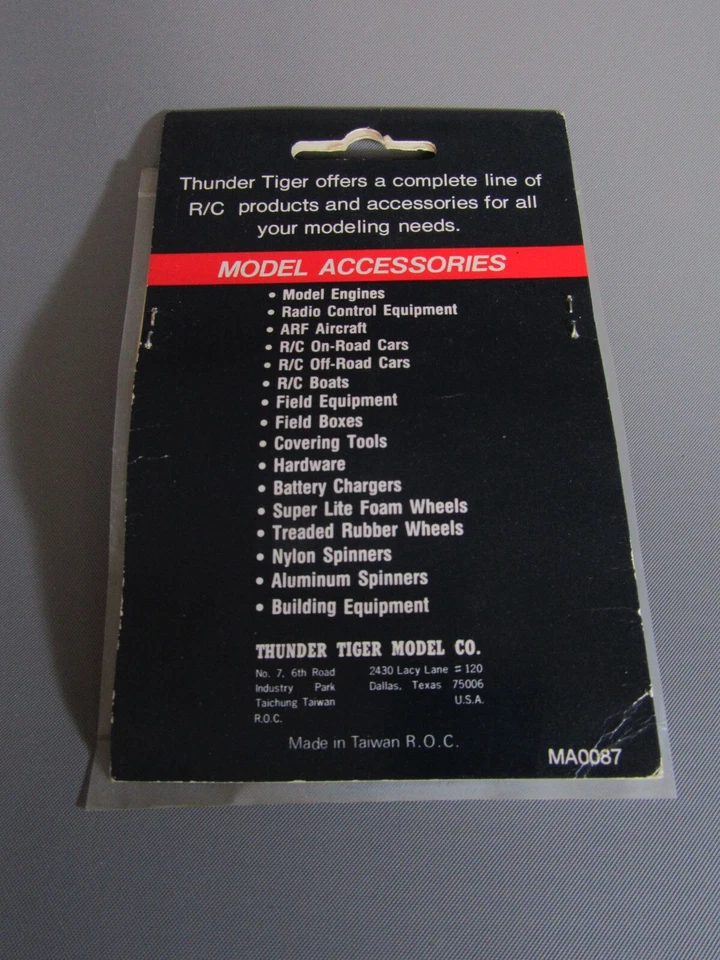 Thunder Tiger offers a complete line of
R/C products and accessories for all
your modeling needs.
MODEL ACCESSORIES
• Model Engines
• Radio Control Equipment
• ARF Aircraft
• R/C On-Road Cars
• R/C Off-Road Cars
• R/C Boats
• Field Equipment
• Field Boxes
• Covering Tools
• Hardware
• Battery Chargers
• Super Lite Foam Wheels
• Treaded Rubber Wheels
• Nylon Spinners
• Aluminum Spinners
• Building Equipment
THUNDER TIGER MODEL CO.
No. 7, 6th Road
Industry Park
Taichung Taiwan
R.O.C.
2430 Lacy Lane #120
Dallas, Texas 75006
U.S.A.
Made in Taiwan R.O.C.
MA0087